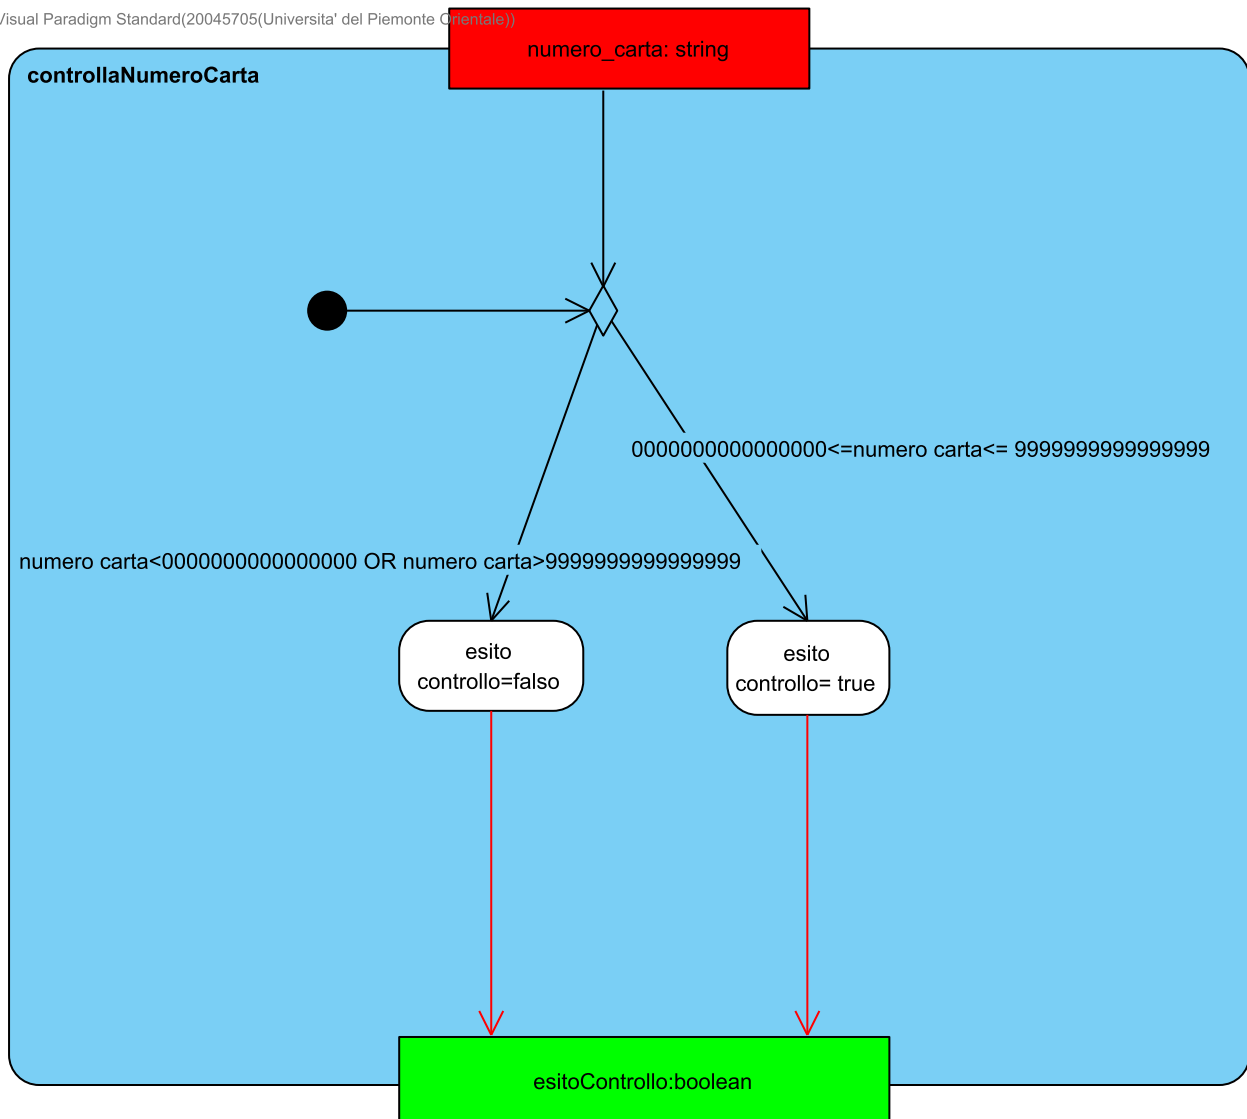 Visual Paradigm Standard(20045705(Universita' del Piemonte Orientale))
numero_carta: string
controllaNumeroCarta
0000000000000000<=numero carta<= 9999999999999999
numero carta<0000000000000000 OR numero carta>9999999999999999
esito
controllo=falso
esito
controllo= true
esitoControllo:boolean